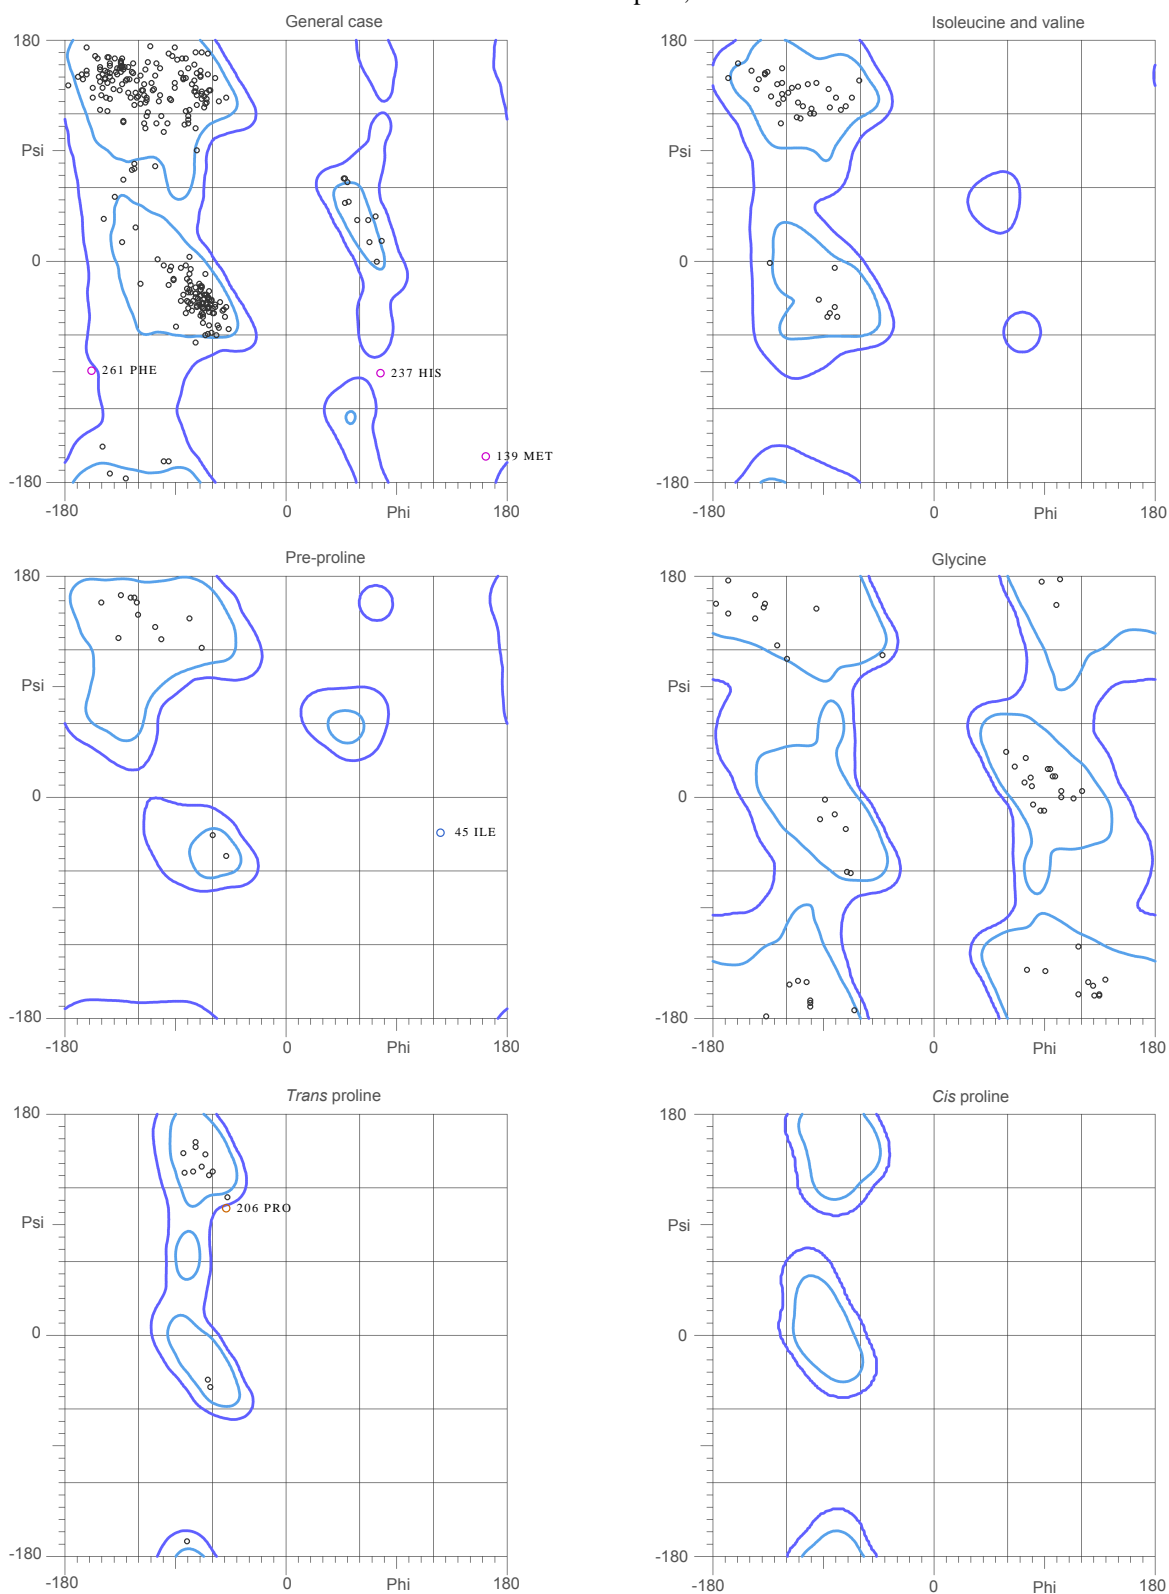 General case
Isoleucine and valine
180
180
Psi
Psi
0
0
261 PHE
237 HIS
139 MET
-180
-180
-180
0
Phi
180
-180
0
Phi
180
Pre-proline
Glycine
180
180
Psi
Psi
0
0
45 ILE
-180
-180
-180
0
Phi
180
-180
0
Phi
180
Trans proline
Cis proline
180
180
206 PRO
Psi
Psi
0
0
-180
-180
-180
0
Phi
180
-180
0
Phi
180